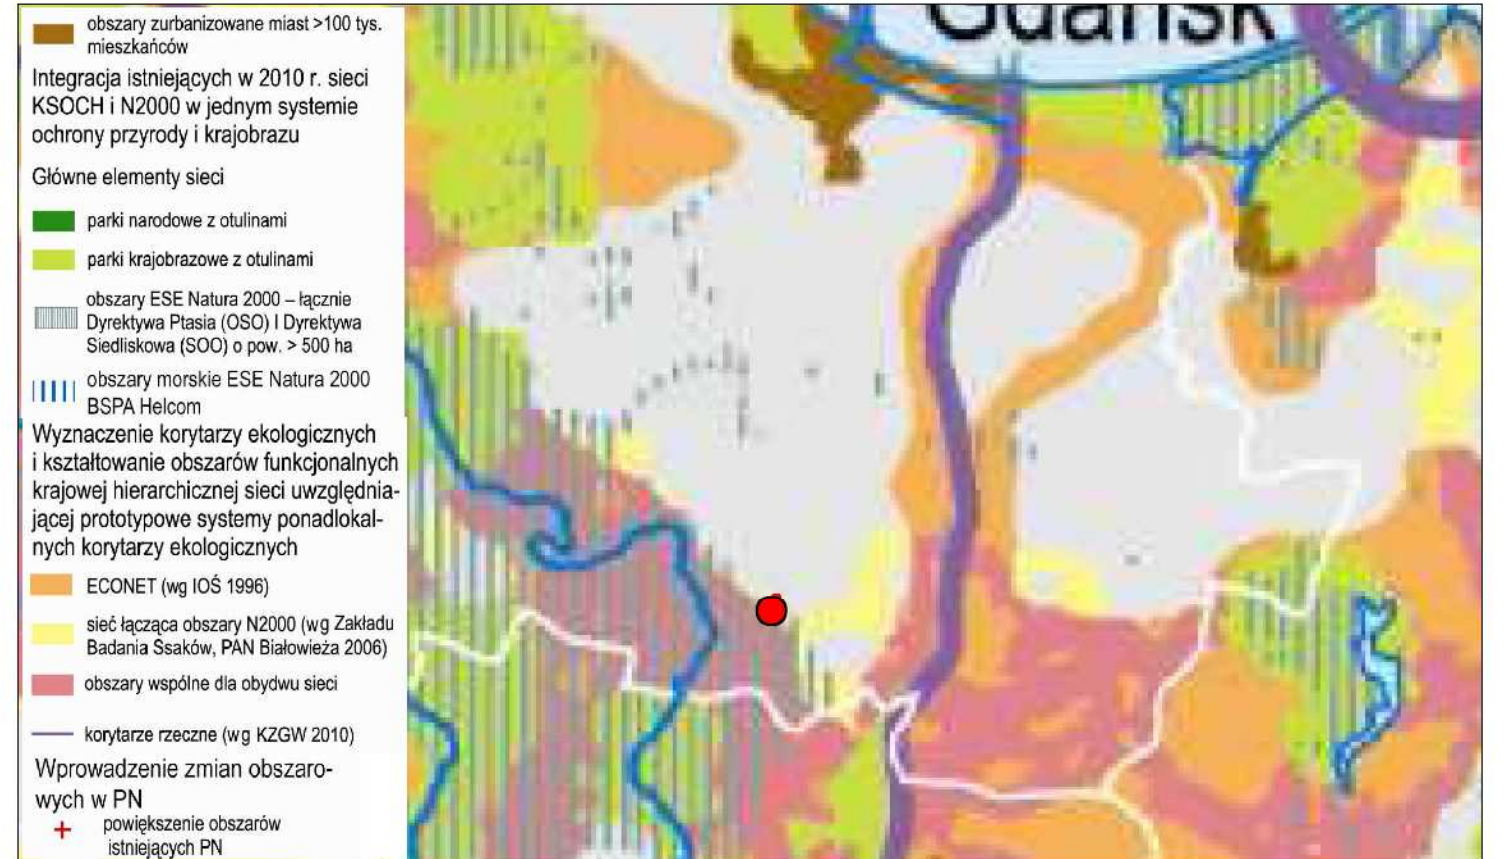 obszary zurbanizowane miast >100 tys.
mieszkańców
Integracja istniejących w 2010 r. sieci
KSOCH i N2000 w jednym systemie
ochrony przyrody i krajobrazu
Główne elementy sieci
parki narodowe z otulinami
parki krajobrazowe z otulinami
obszary ESE Natura 2000 – łącznie
Dyrektywa Ptasia (OSO) I Dyrektywa
Siedliskowa (SOO) o pow. > 500 ha
obszary morskie ESE Natura 2000
BSPA Helcom
Wyznaczenie korytarzy ekologicznych
i kształtowanie obszarów funkcjonalnych
krajowej hierarchicznej sieci uwzględnia-
jącej prototypowe systemy ponadlokal-
nych korytarzy ekologicznych
ECONET (wg IOŚ 1996)
sieć łącząca obszary N2000 (wg Zakładu
Badania Ssaków, PAN Białowieża 2006)
obszary wspólne dla obydwu sieci
korytarze rzeczne (wg KZGW 2010)
Wprowadzenie zmian obszaro-
wych w PN
powiększenie obszarów
istniejących PN
Gdańsk